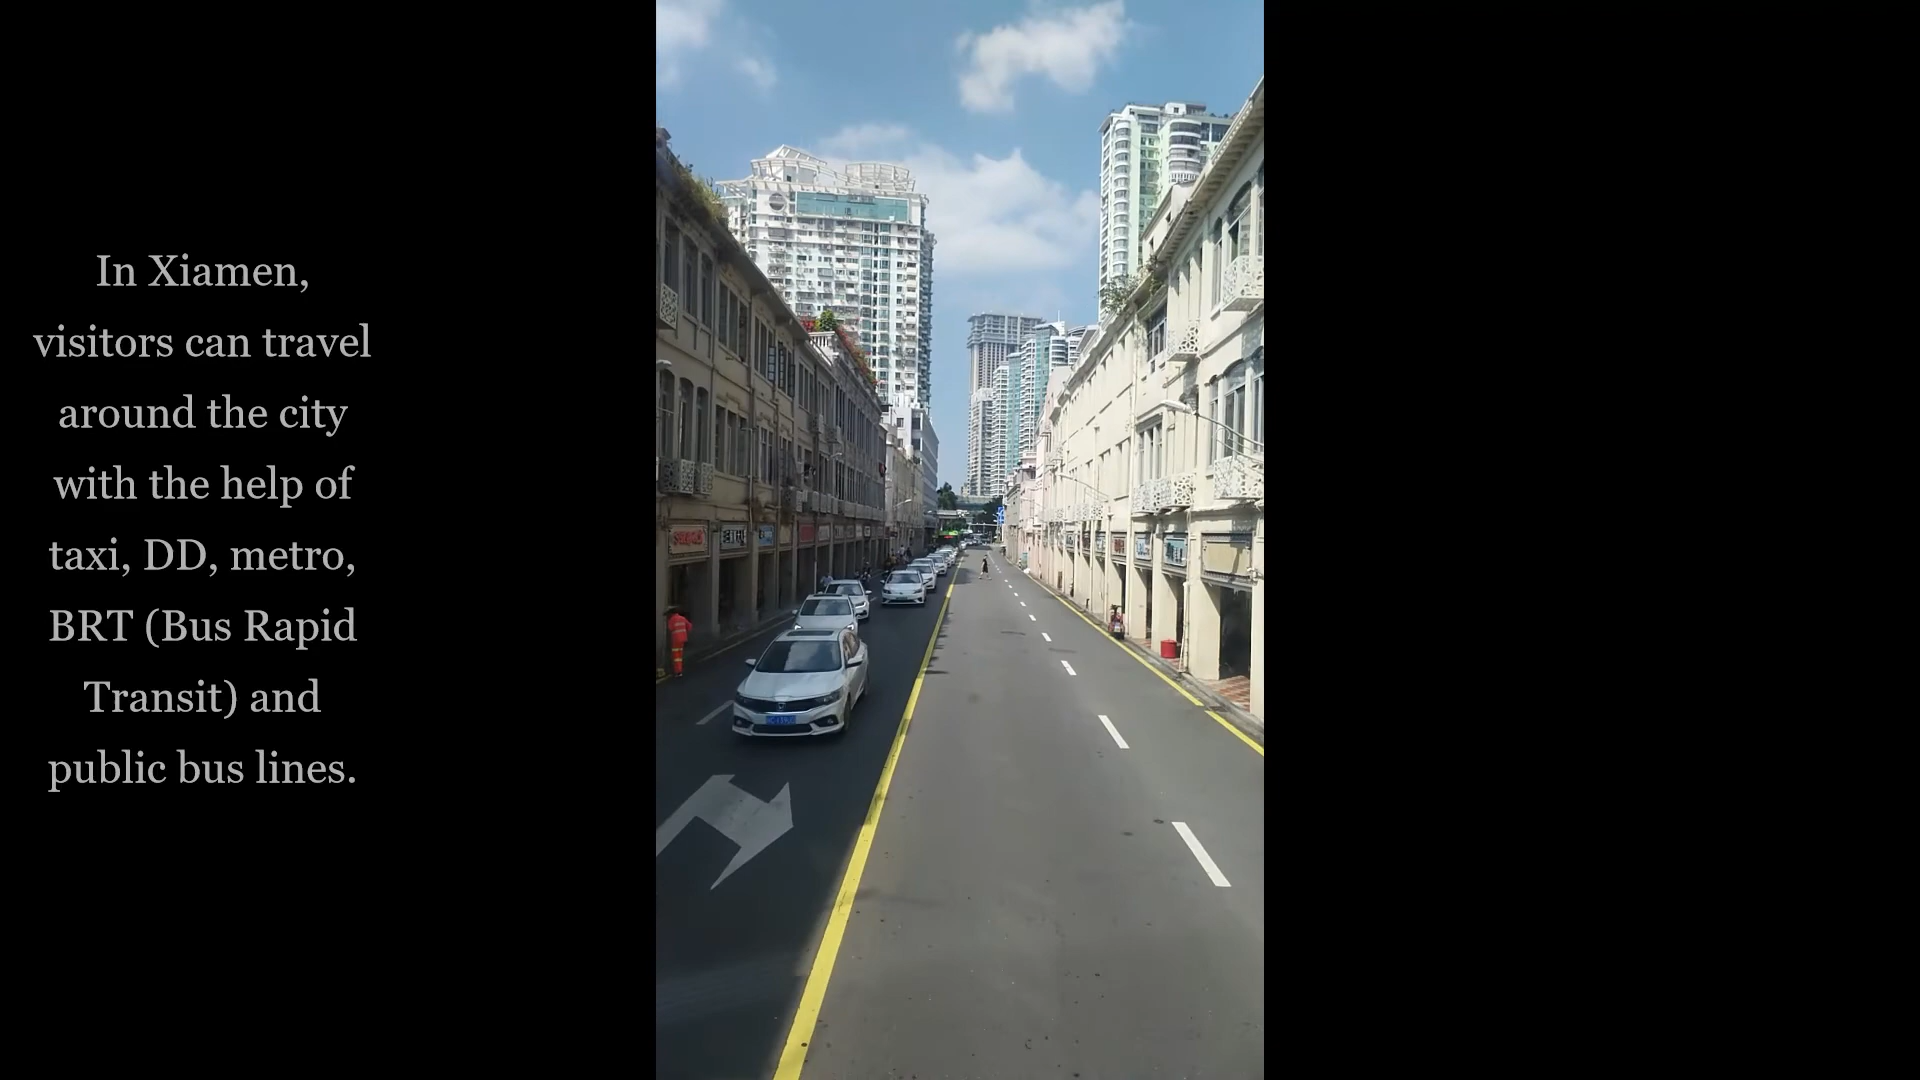 In Xiamen,
visitors can travel
around the city
with the help of
taxi, DD, metro,
BRT (Bus Rapid
Transit) and
public bus lines.